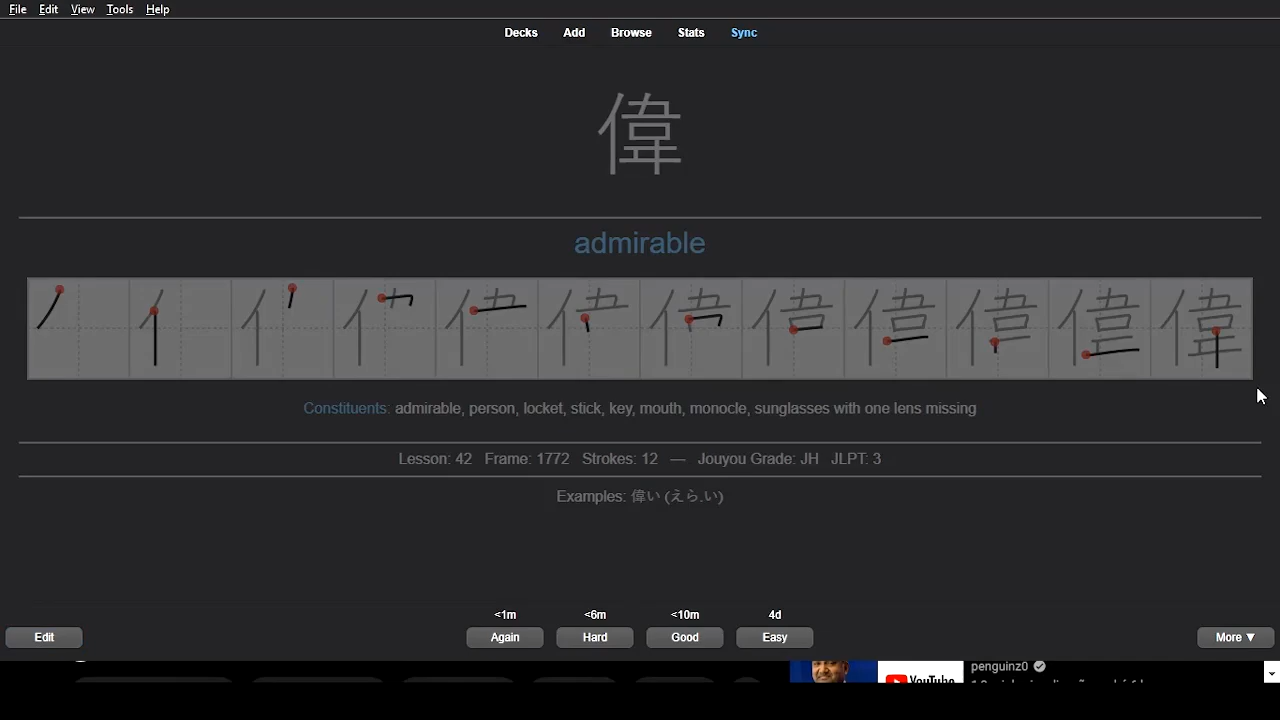 File Edit View Tools Help
Decks Add Browse Stats Sync
偉
admirable
Constituents: admirable, person, locket, stick, key, mouth, monocle, sunglasses with one lens missing
Lesson: 42 Frame: 1772 Strokes: 12 — Jouyou Grade: JH JLPT: 3
Examples: 偉い (えら.い)
<1m <6m <10m 4d
Edit Again Hard Good Easy More ▼
penguinz0
YouTube